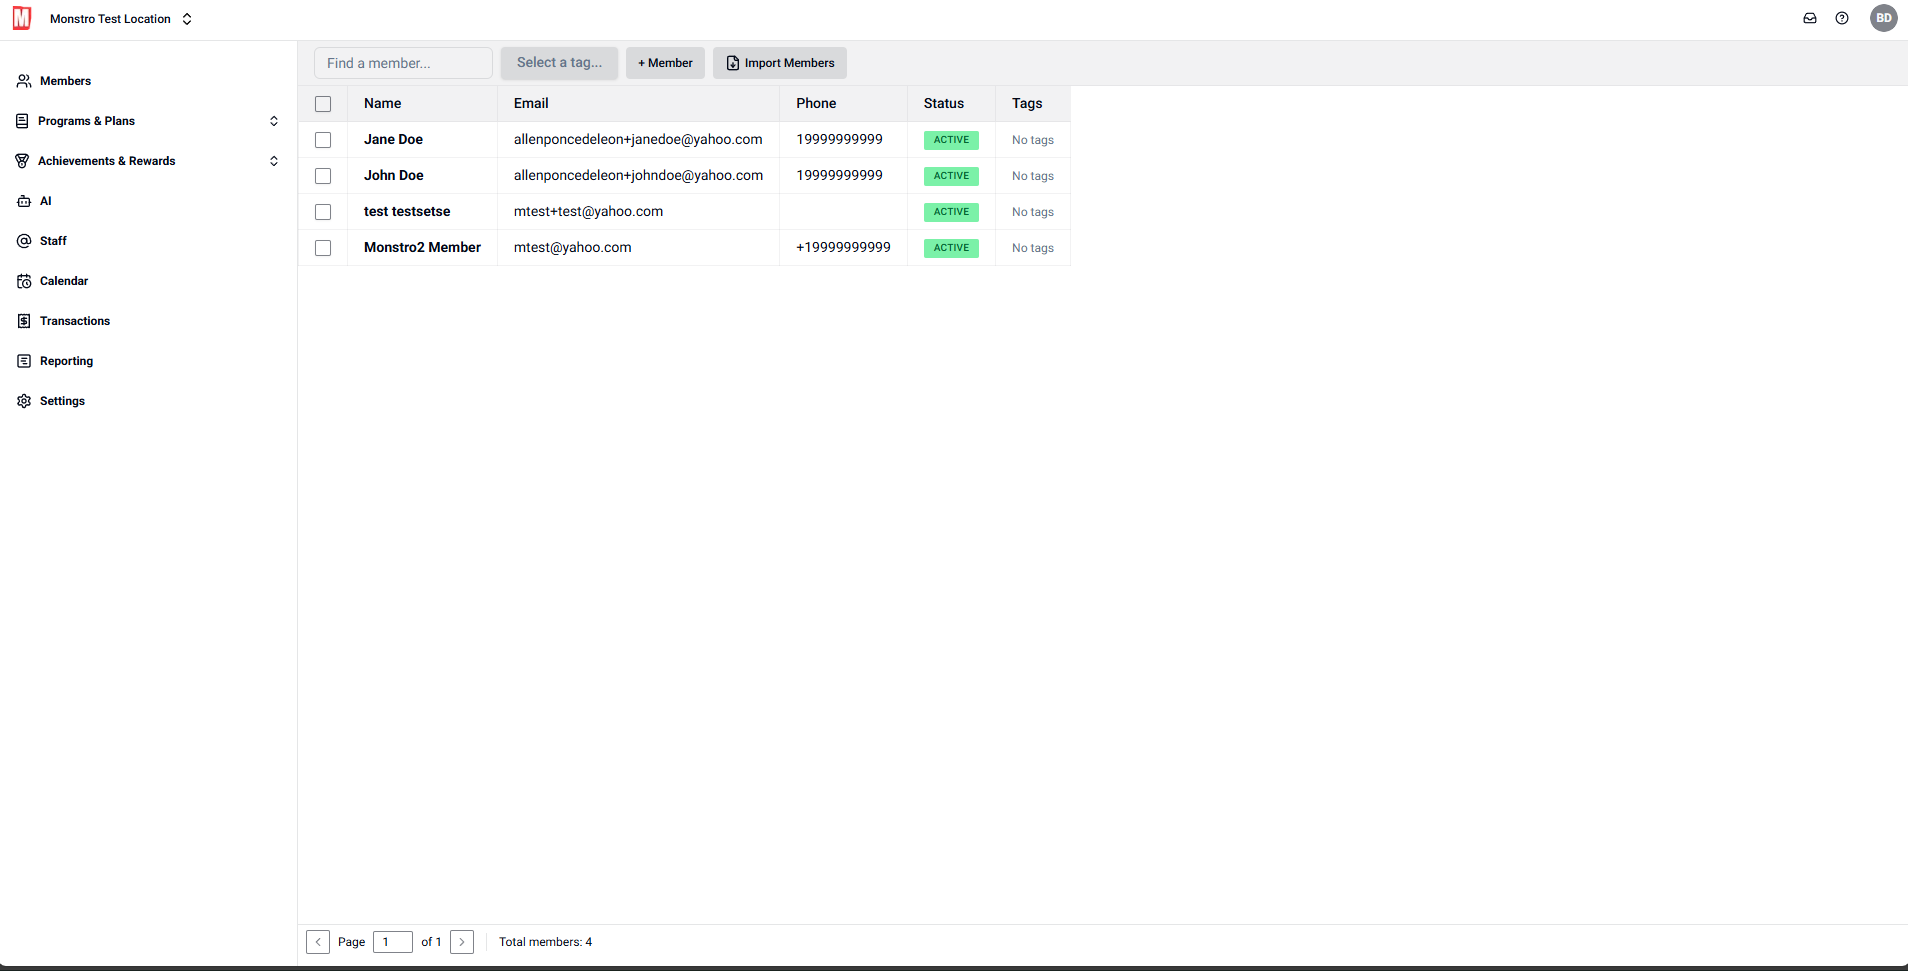 M Monstro Test Location BD
Members
Programs & Plans
Achievements & Rewards
AI
Staff
Calendar
Transactions
Reporting
Settings
Find a member... Select a tag... + Member Import Members
Name Email Phone Status Tags
Jane Doe allenponcedeleon+janedoe@yahoo.com 19999999999 ACTIVE No tags
John Doe allenponcedeleon+johndoe@yahoo.com 19999999999 ACTIVE No tags
test testsetse mtest+test@yahoo.com ACTIVE No tags
Monstro2 Member mtest@yahoo.com +19999999999 ACTIVE No tags
Page 1 of 1 Total members: 4